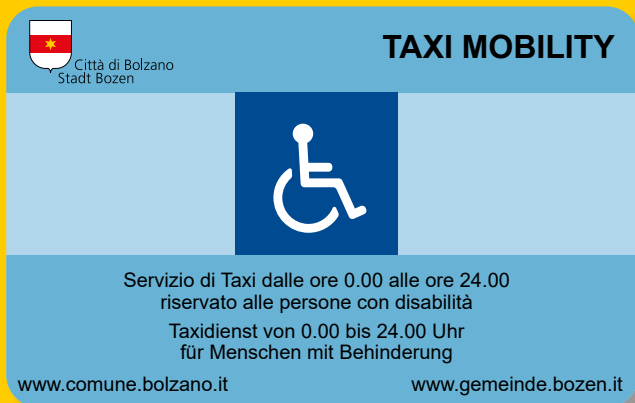 Città di Bolzano
Stadt Bozen
TAXI MOBILITY
Servizio di Taxi dalle ore 0.00 alle ore 24.00
riservato alle persone con disabilità
Taxidienst von 0.00 bis 24.00 Uhr
für Menschen mit Behinderung
www.comune.bolzano.it
www.gemeinde.bozen.it